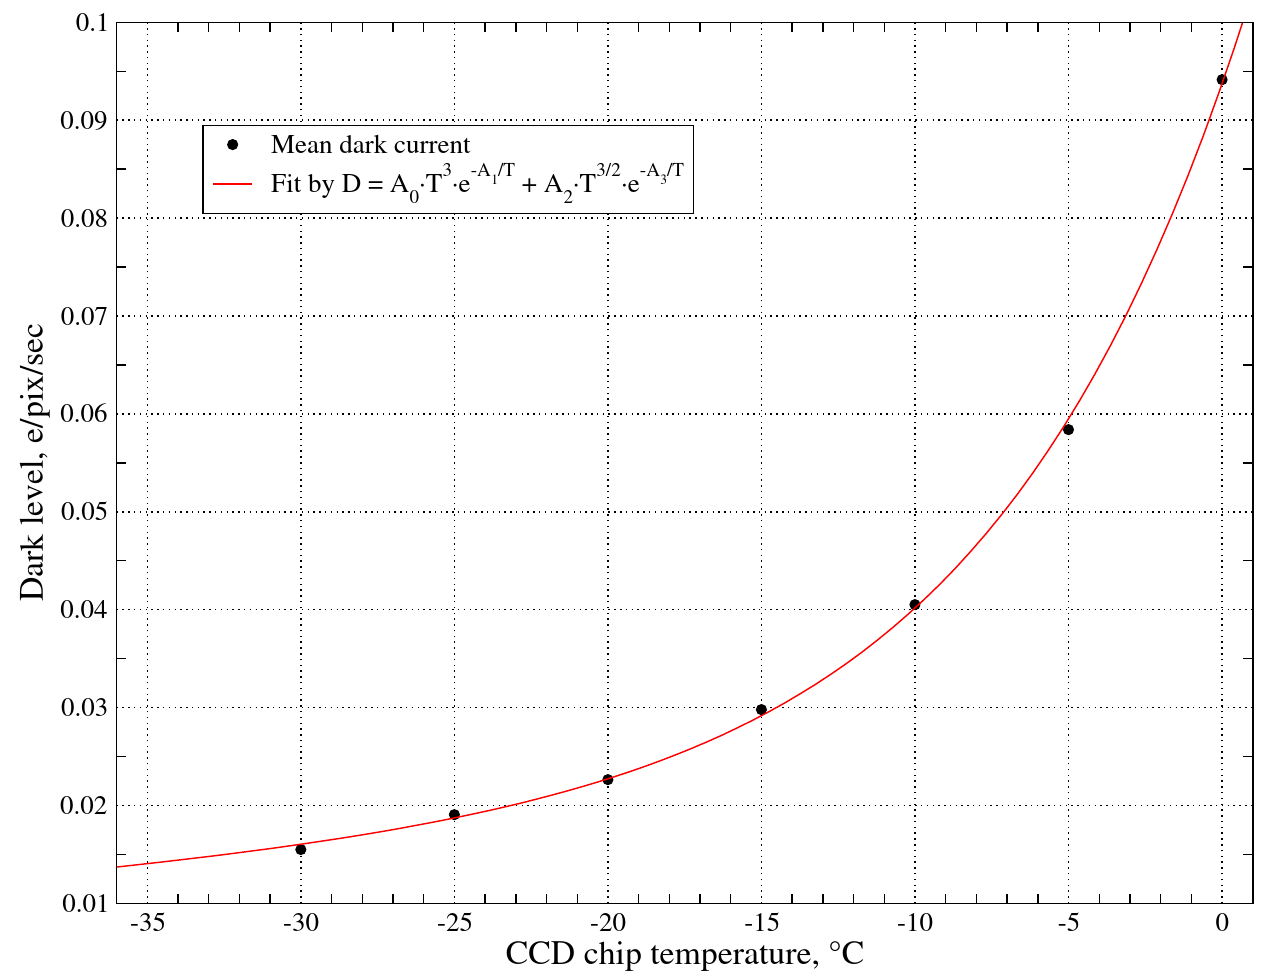 0.1
0.09
0.08
0.07
0.06
0.05
0.04
0.03
0.02
0.01
Dark level, e/pix/sec
Mean dark current
Fit by D = A₀·T³·e^-A₁/T + A₂·T^3/2·e^-A₃/T
-35 -30 -25 -20 -15 -10 -5 0
CCD chip temperature, °C